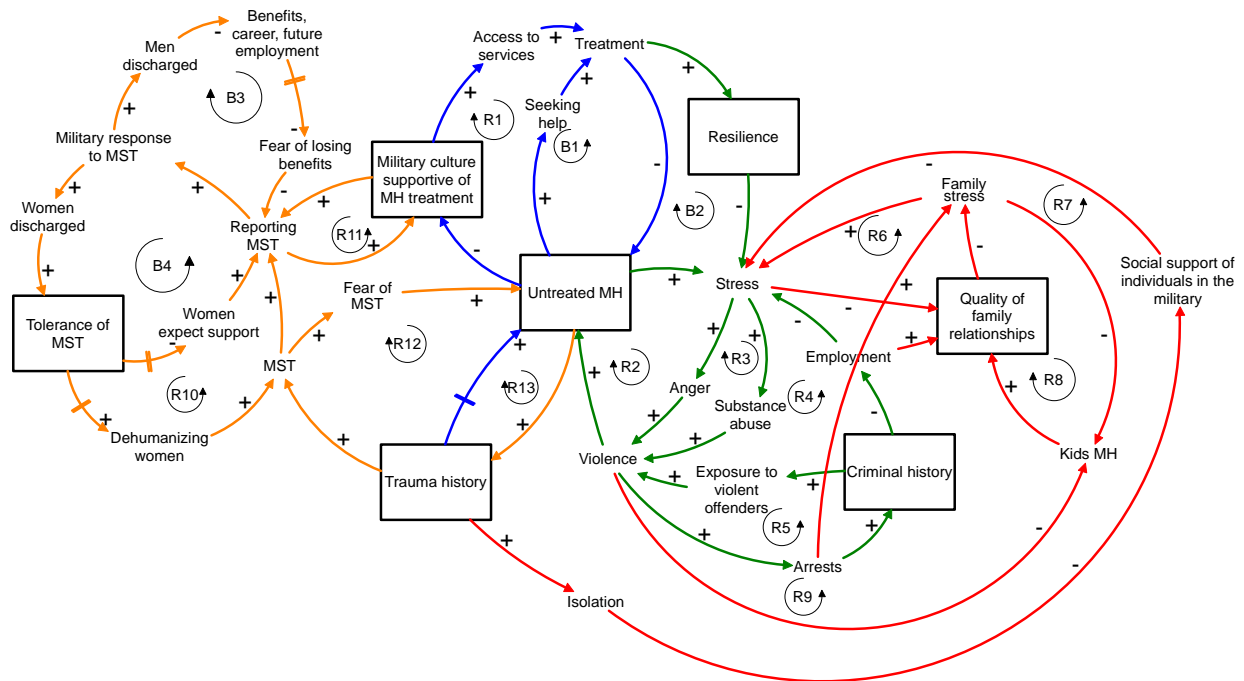 Benefits,
career, future
employment
Men
discharged
-
B3
+
-
Military response
to MST
Fear of losing
benefits
+
+
-
Women
discharged
Reporting
MST
+
+
B4
+
+
+
Tolerance of
MST
Women
expect support
-
R10
MST
+
+
Dehumanizing
women
+
+
Fear of
MST
+
R12
R11
Access to
services
+
Treatment
+
R1
Seeking
help
+
B1
+
Military culture
supportive of
MH treatment
-
-
B2
Untreated MH
+
R13
+
R2
+
Trauma history
+
Isolation
+
Resilience
-
+
Stress
+
+
R3
Anger
Substance
abuse
+
+
Violence
R4
-
Employment
+
-
Exposure to
violent
offenders
+
+
Criminal history
R5
+
+
Arrests
R9
Family
stress
-
R7
+
R6
+
-
Quality of
family
relationships
-
-
R8
+
Kids MH
-
Social support of
individuals in the
military
-